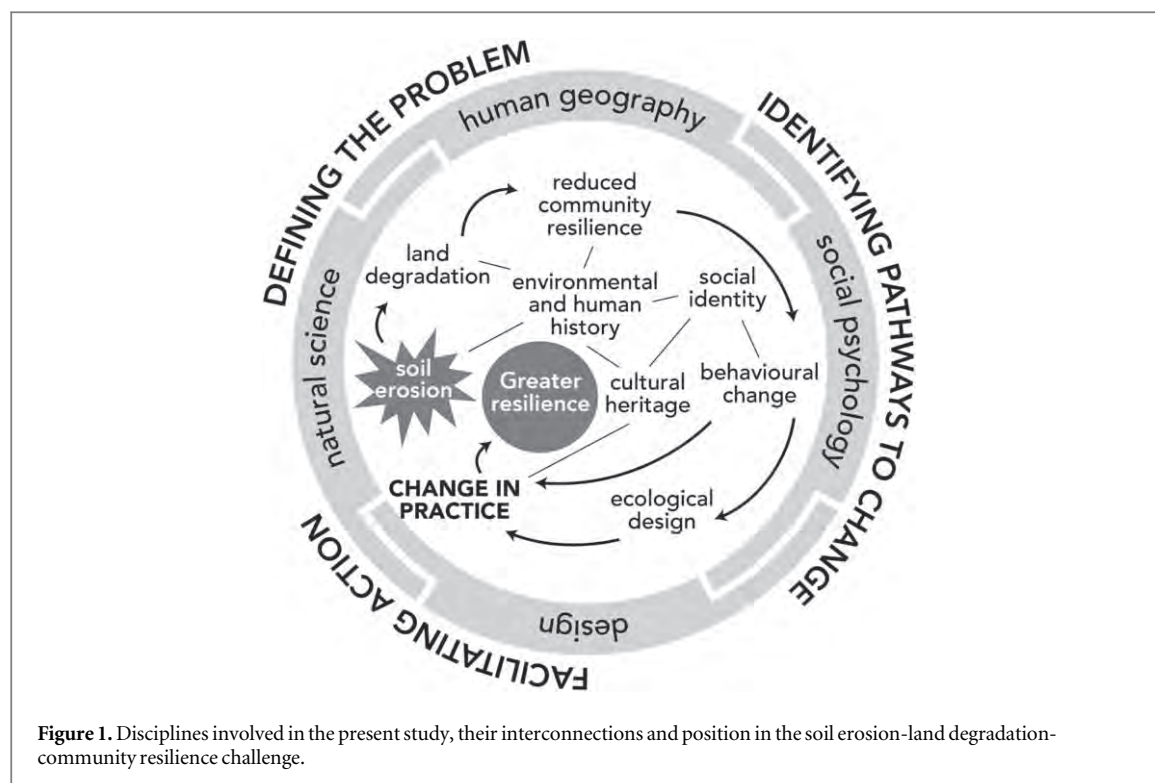 DEFINING THE PROBLEM
IDENTIFYING PATHWAYS TO CHANGE
FACILITATING ACTION
human geography
social psychology
design
natural science
reduced
community
resilience
land
degradation
environmental
and human
history
social
identity
soil
erosion
Greater
resilience
cultural
heritage
behavioural
change
CHANGE IN
PRACTICE
ecological
design
Figure 1. Disciplines involved in the present study, their interconnections and position in the soil erosion-land degradation-
community resilience challenge.